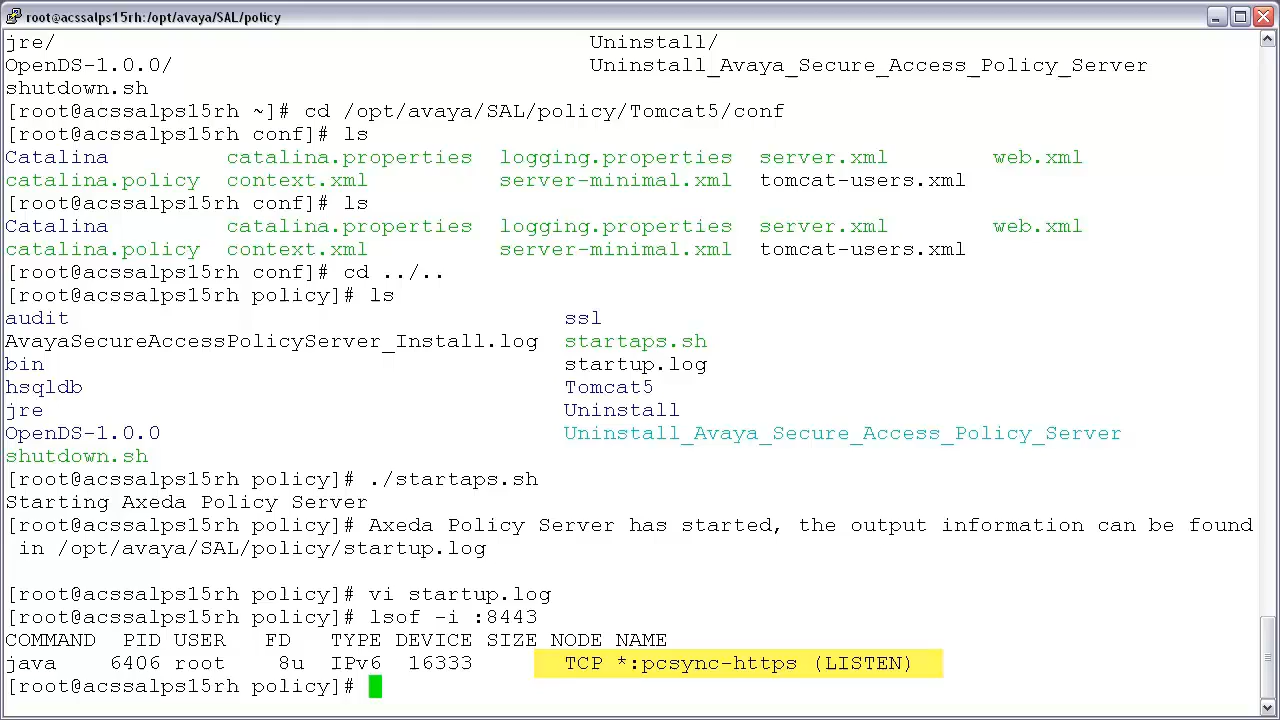 root@acssalps15rh:/opt/avaya/SAL/policy
jre/ Uninstall/
OpenDS-1.0.0/ Uninstall_Avaya_Secure_Access_Policy_Server
shutdown.sh
[root@acssalps15rh ~]# cd /opt/avaya/SAL/policy/Tomcat5/conf
[root@acssalps15rh conf]# ls
Catalina catalina.properties logging.properties server.xml web.xml
catalina.policy context.xml server-minimal.xml tomcat-users.xml
[root@acssalps15rh conf]# ls
Catalina catalina.properties logging.properties server.xml web.xml
catalina.policy context.xml server-minimal.xml tomcat-users.xml
[root@acssalps15rh conf]# cd ../..
[root@acssalps15rh policy]# ls
audit ssl
AvayaSecureAccessPolicyServer_Install.log startaps.sh
bin startup.log
hsqldb Tomcat5
jre Uninstall
OpenDS-1.0.0 Uninstall_Avaya_Secure_Access_Policy_Server
shutdown.sh
[root@acssalps15rh policy]# ./startaps.sh
Starting Axeda Policy Server
[root@acssalps15rh policy]# Axeda Policy Server has started, the output information can be found
in /opt/avaya/SAL/policy/startup.log
[root@acssalps15rh policy]# vi startup.log
[root@acssalps15rh policy]# lsof -i :8443
COMMAND PID USER FD TYPE DEVICE SIZE NODE NAME
java 6406 root 8u IPv6 16333 TCP *:pcsync-https (LISTEN)
[root@acssalps15rh policy]#